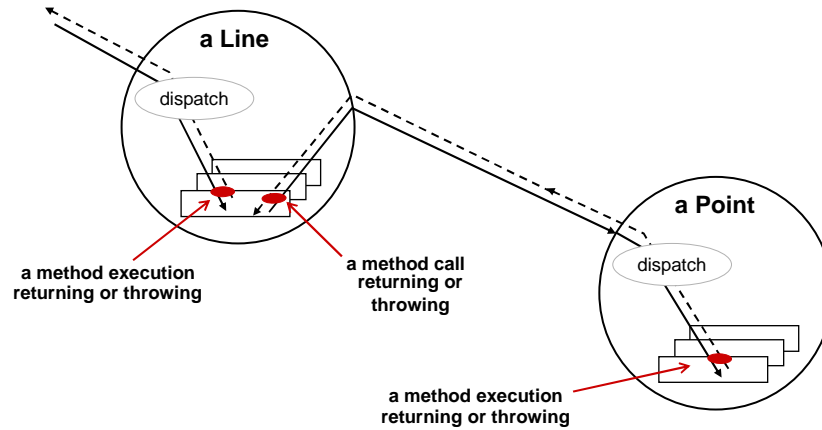 a Line
dispatch
a method execution
returning or throwing
a method call
returning or
throwing
a Point
dispatch
a method execution
returning or throwing